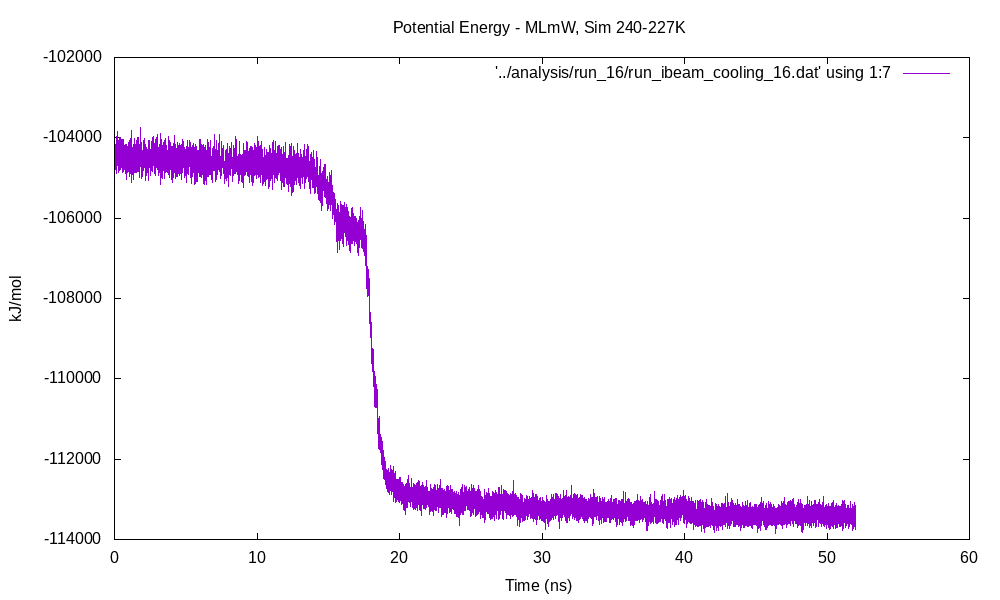 Potential Energy - MLmW, Sim 240-227K
'../analysis/run_16/run_ibeam_cooling_16.dat' using 1:7
-102000
-104000
-106000
-108000
-110000
-112000
-114000
kJ/mol
0 10 20 30 40 50 60
Time (ns)